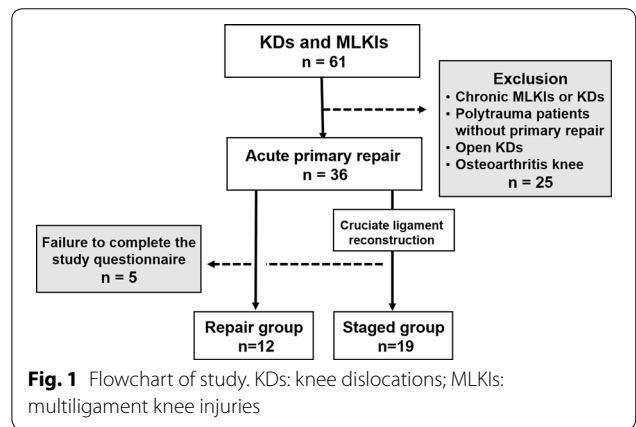 KDs and MLKIs
n = 61
Exclusion
• Chronic MLKIs or KDs
• Polytrauma patients
without primary repair
• Open KDs
• Osteoarthritis knee
n = 25
Acute primary repair
n = 36
Cruciate ligament
reconstruction
Failure to complete the
study questionnaire
n = 5
Repair group
n=12
Staged group
n=19
Fig. 1 Flowchart of study. KDs: knee dislocations; MLKIs:
multiligament knee injuries